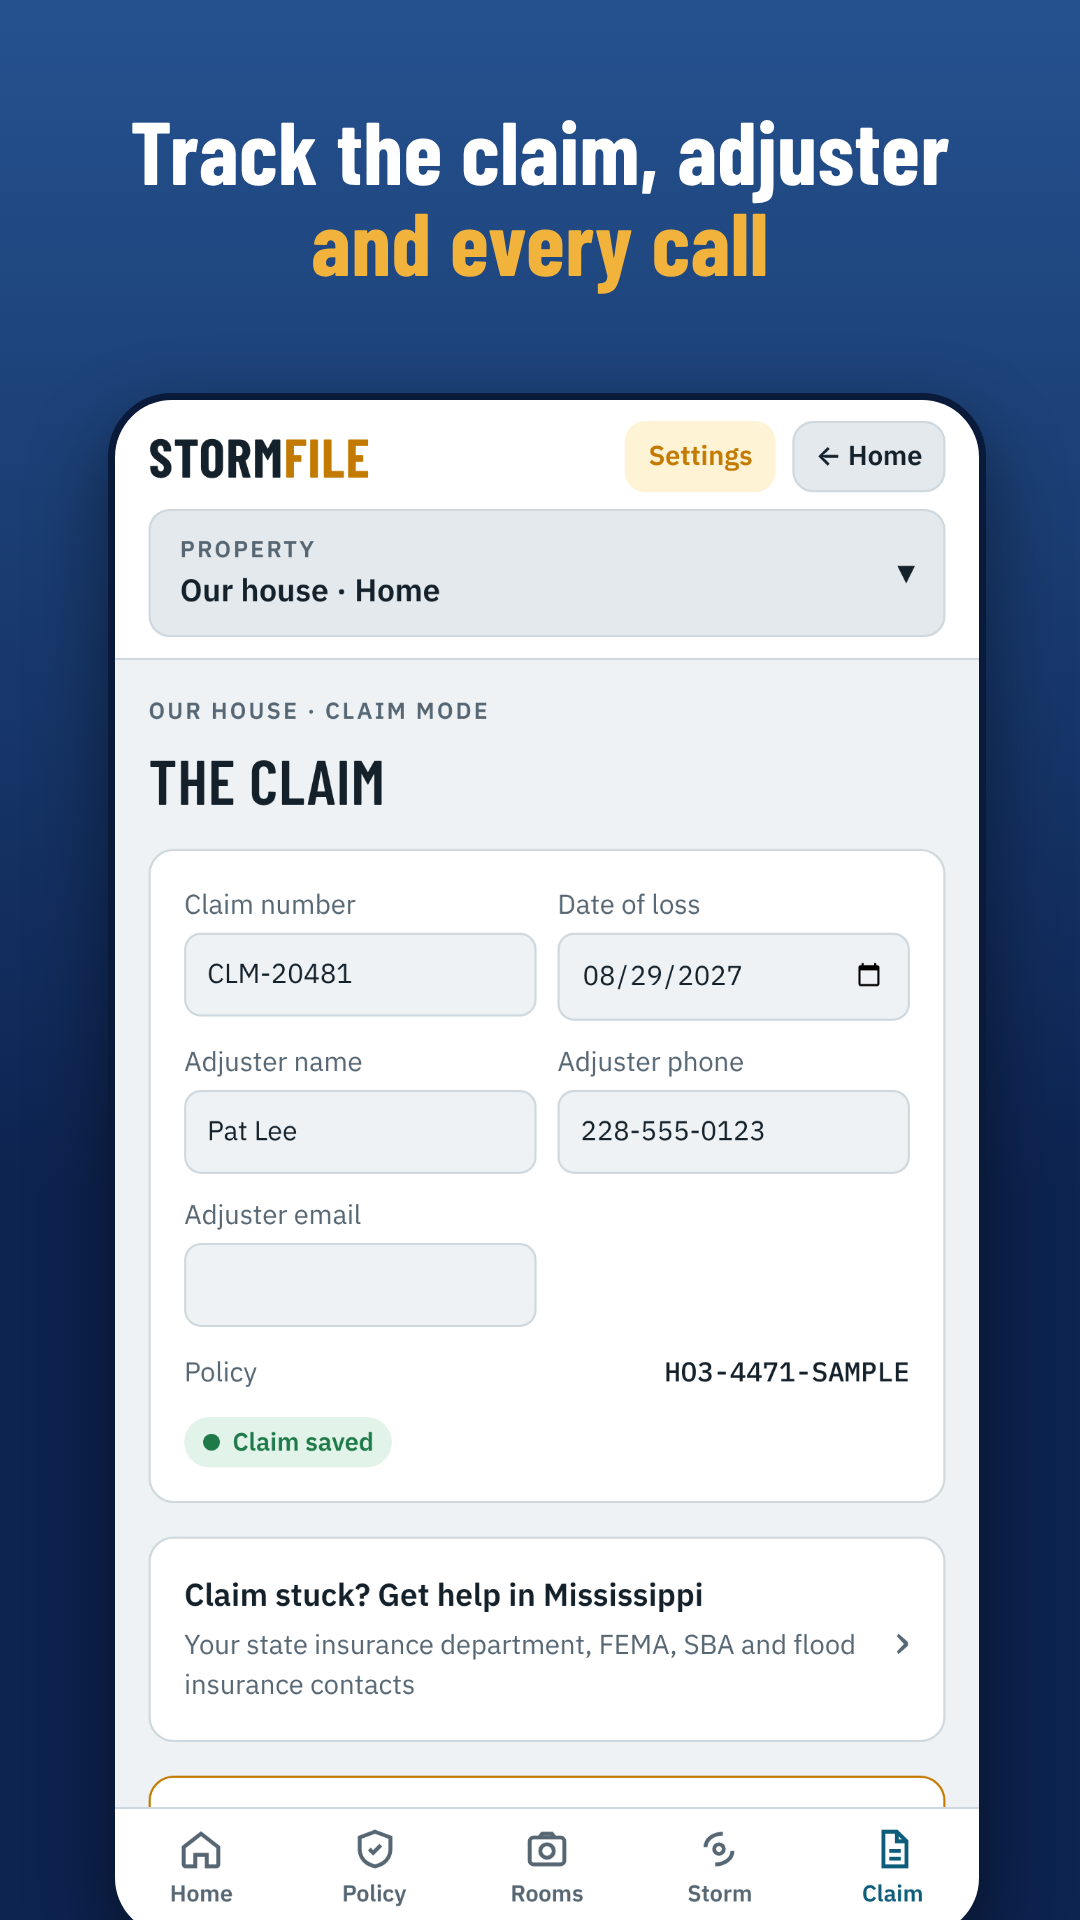 Track the claim, adjuster
and every call
STORMFILE
Settings
← Home
PROPERTY
Our house · Home
▼
OUR HOUSE · CLAIM MODE
THE CLAIM
Claim number
Date of loss
CLM-20481
08/29/2027
Adjuster name
Adjuster phone
Pat Lee
228-555-0123
Adjuster email
Policy
HO3-4471-SAMPLE
Claim saved
Claim stuck? Get help in Mississippi
Your state insurance department, FEMA, SBA and flood
insurance contacts
Home
Policy
Rooms
Storm
Claim